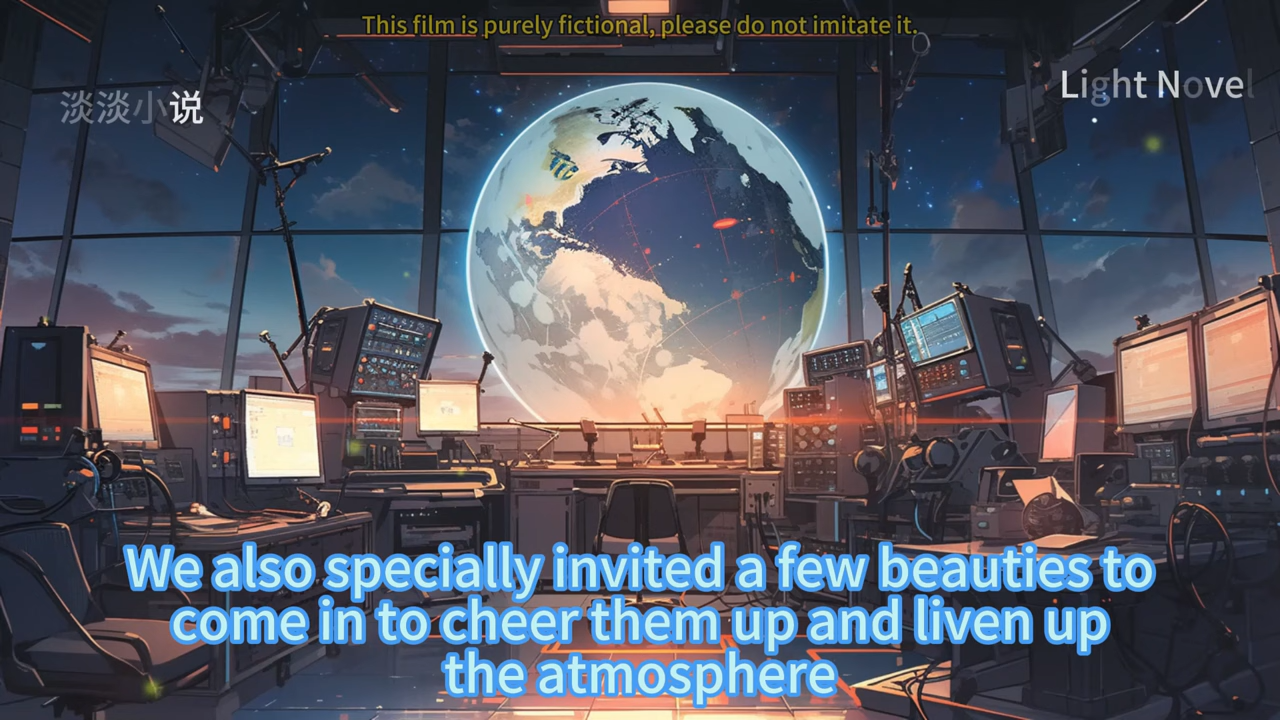 This film is purely fictional, please do not imitate it.
淡淡小说
Light Novel
We also specially invited a few beauties to
come in to cheer them up and liven up
the atmosphere